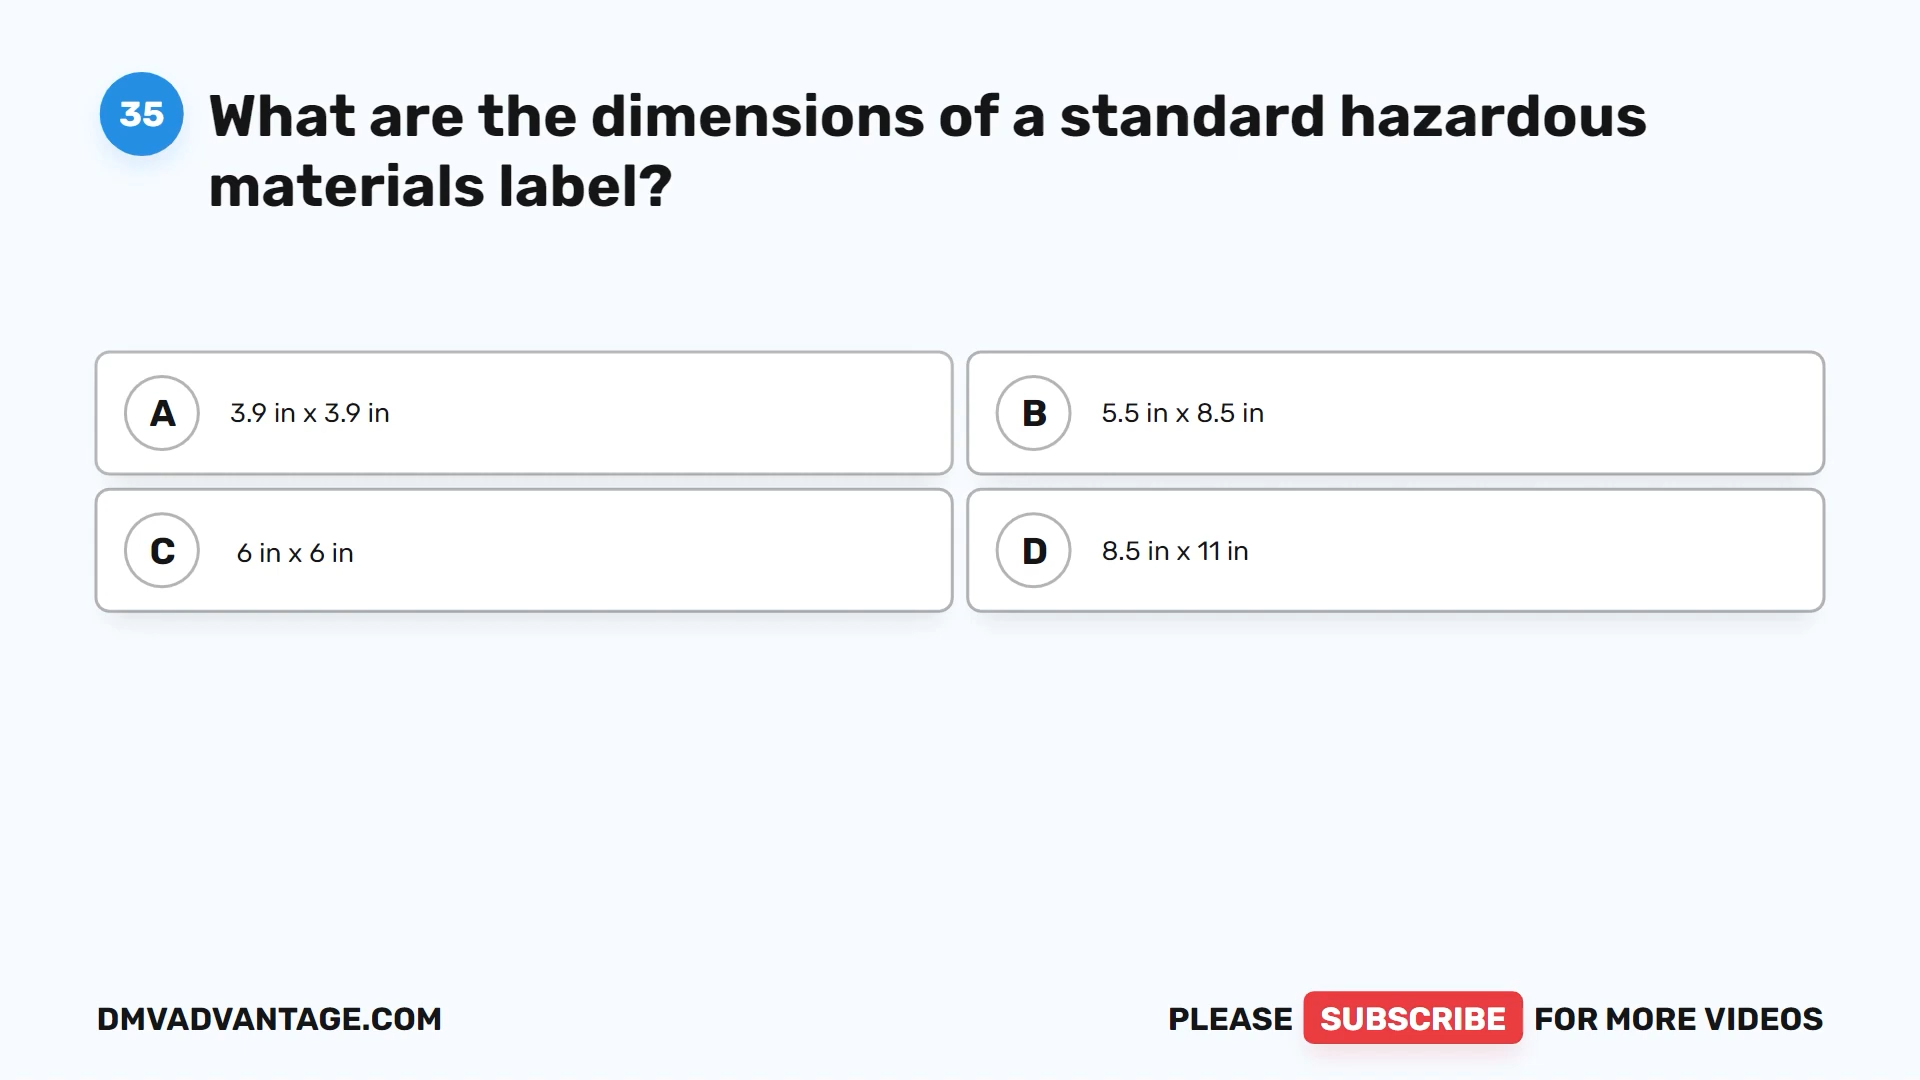 35
What are the dimensions of a standard hazardous
materials label?
A
3.9 in x 3.9 in
B
5.5 in x 8.5 in
C
6 in x 6 in
D
8.5 in x 11 in
DMVADVANTAGE.COM
PLEASE SUBSCRIBE FOR MORE VIDEOS